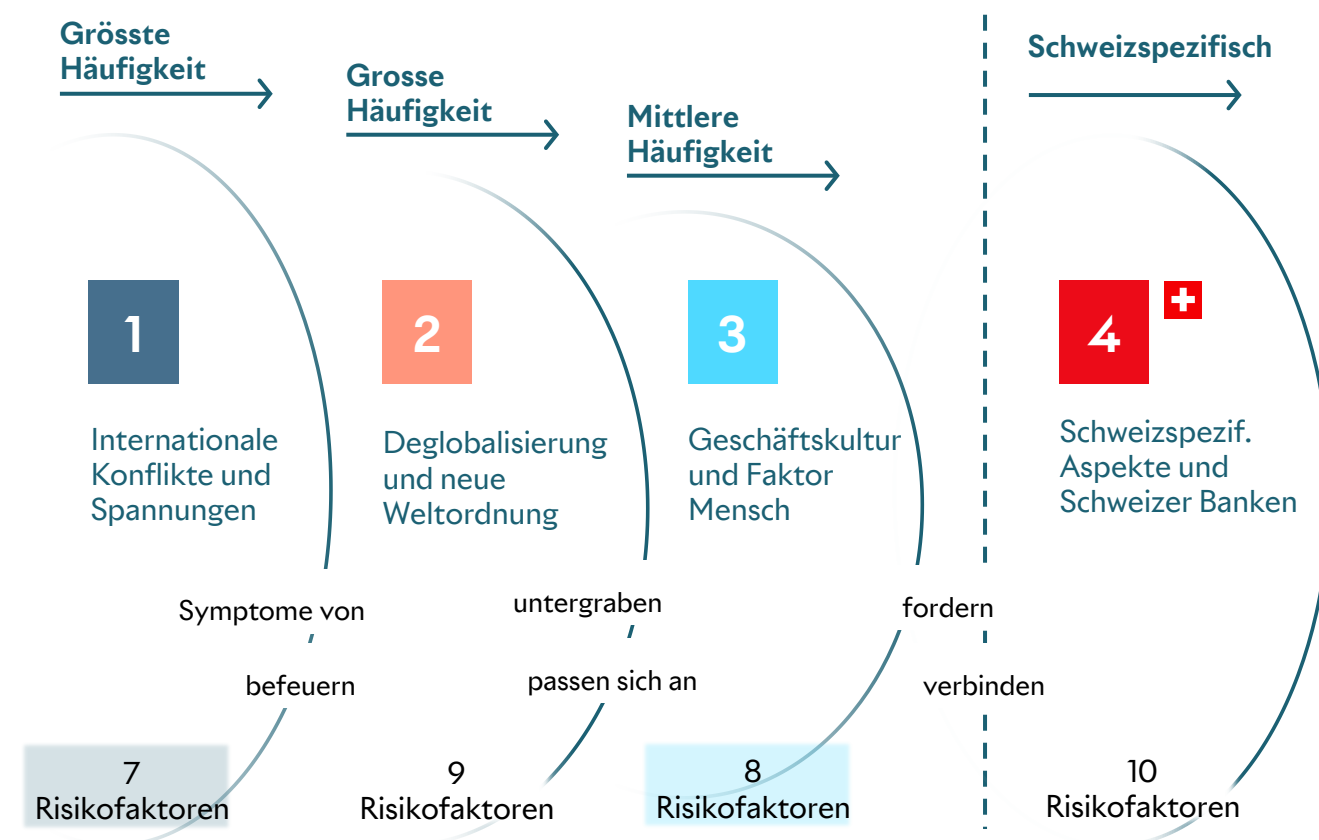 Grösste
Häufigkeit
Grosse
Häufigkeit
Mittlere
Häufigkeit
Schweizspezifisch
1
2
3
4
Internationale
Konflikte und
Spannungen
Deglobalisierung
und neue
Weltordnung
Geschäftskultur
und Faktor
Mensch
Schweizspezif.
Aspekte und
Schweizer Banken
Symptome von
befeuern
untergraben
passen sich an
fordern
verbinden
7
Risikofaktoren
9
Risikofaktoren
8
Risikofaktoren
10
Risikofaktoren